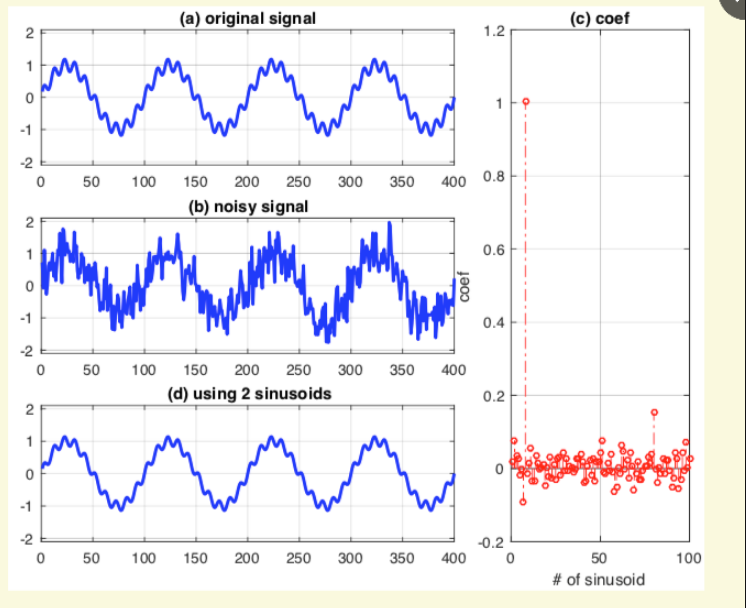 (a) original signal
2
1
0
-1
-2
0 50 100 150 200 250 300 350 400
(b) noisy signal
2
1
0
-1
-2
0 50 100 150 200 250 300 350 400
(d) using 2 sinusoids
2
1
0
-1
-2
0 50 100 150 200 250 300 350 400
(c) coef
1.2
1
0.8
0.6
0.4
0.2
0
-0.2
coef
0 50 100
# of sinusoid